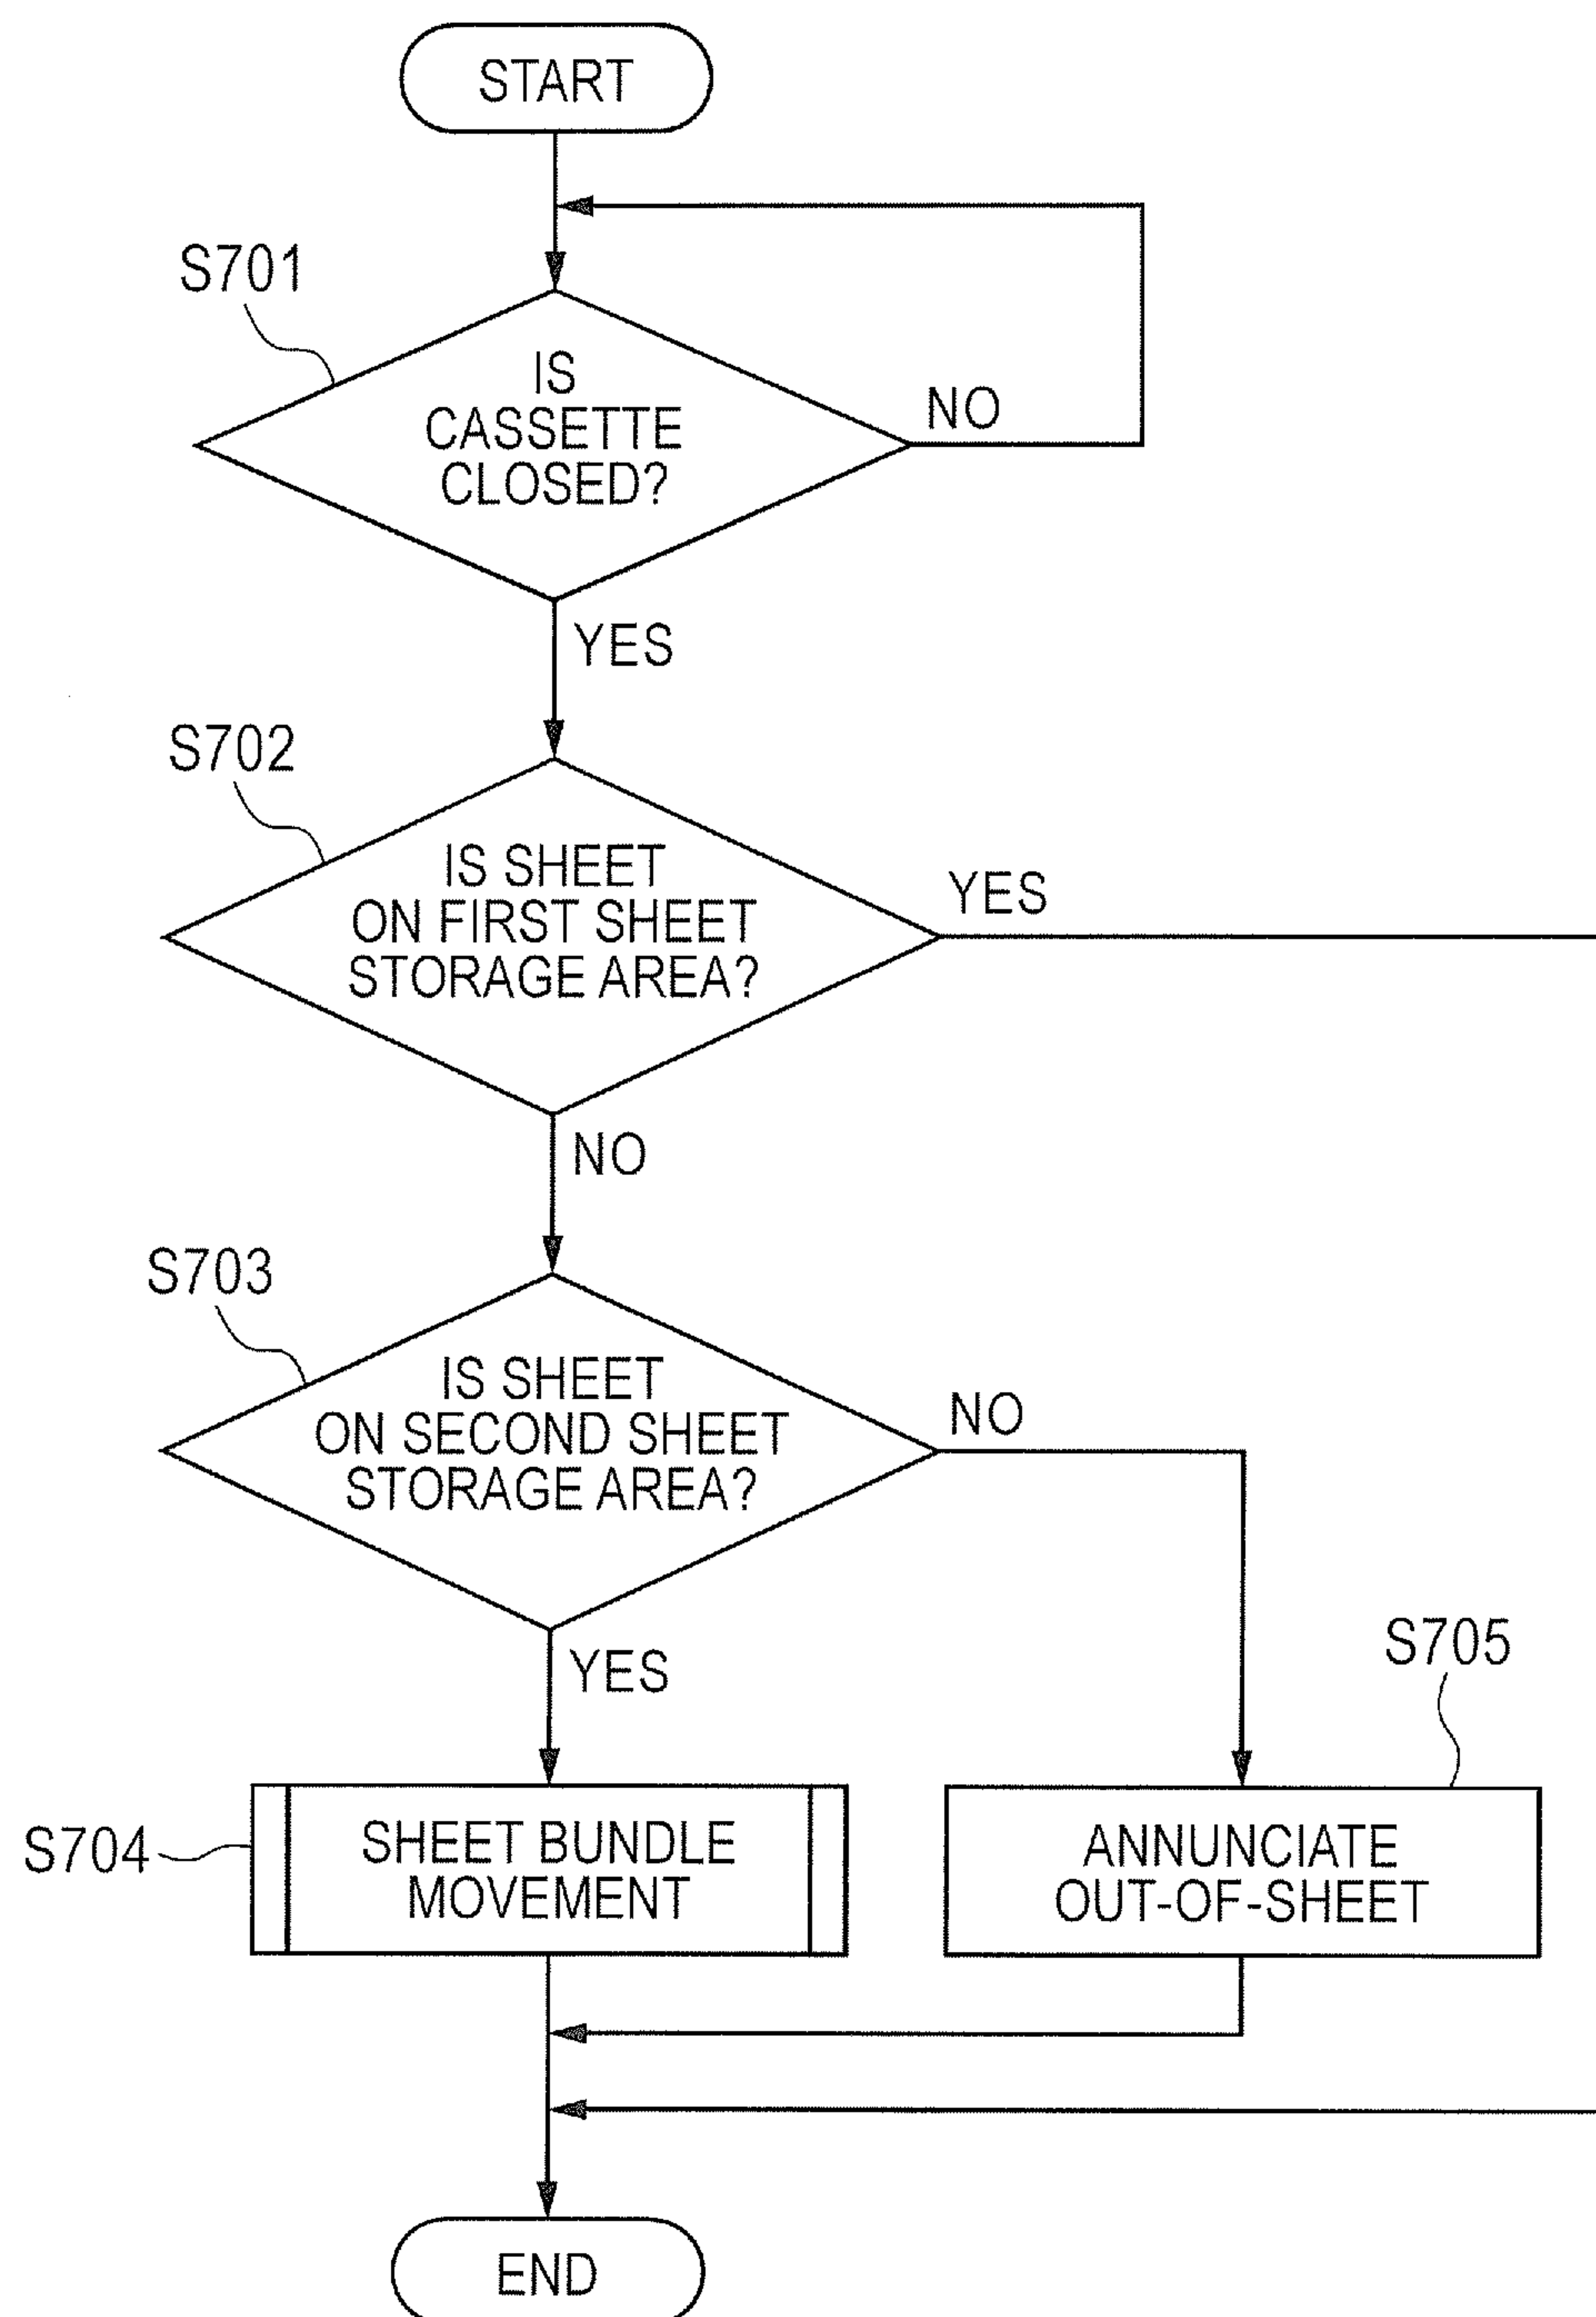 START
S701
IS
CASSETTE
CLOSED?
NO
YES
S702
IS SHEET
ON FIRST SHEET
STORAGE AREA?
YES
NO
S703
IS SHEET
ON SECOND SHEET
STORAGE AREA?
NO
YES
S705
S704
SHEET BUNDLE
MOVEMENT
ANNUNCIATE
OUT-OF-SHEET
END